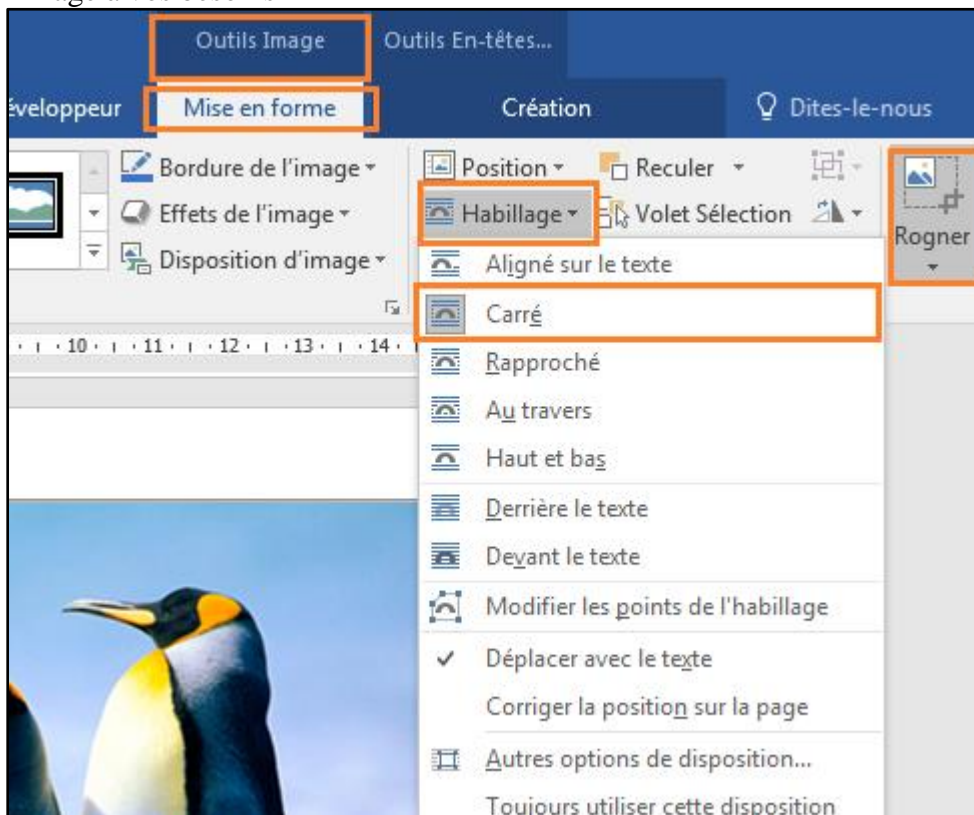 Outils Image Outils En-têtes...
éveloppeur Mise en forme Création Dites-le-nous
Bordure de l'image Position Reculer
Effets de l'image Habillage Volet Sélection
Rogner
Disposition d'image Aligné sur le texte
Carré
10 11 12 13 14
Rapproché
Au travers
Haut et bas
Derrière le texte
Devant le texte
Modifier les points de l'habillage
Déplacer avec le texte
Corriger la position sur la page
Autres options de disposition...
Toujours utiliser cette disposition